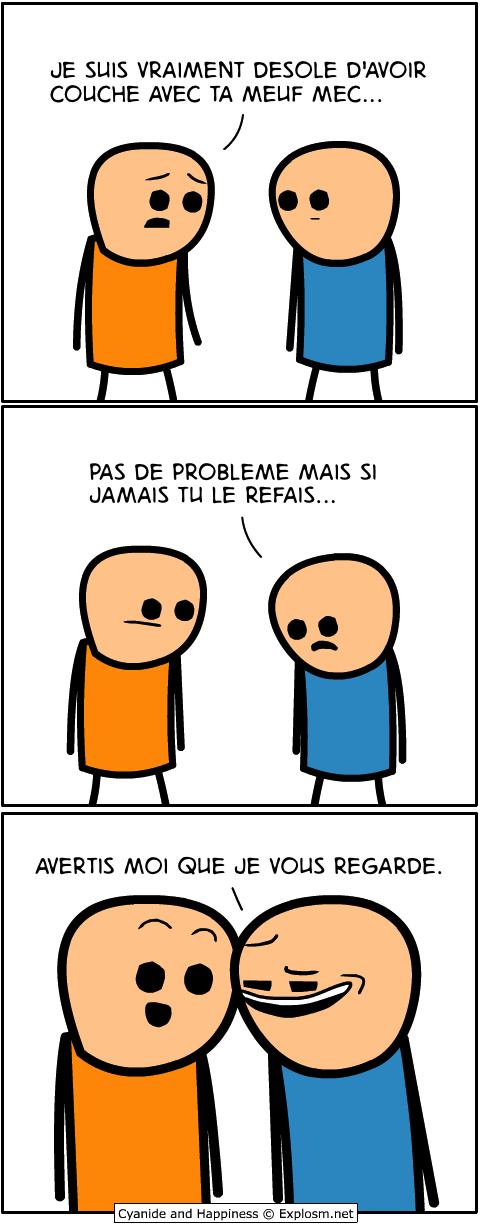 JE SUIS VRAIMENT DESOLE D'AVOIR
COUCHE AVEC TA MEUF MEC...
PAS DE PROBLEME MAIS SI
JAMAIS TU LE REFAIS...
AVERTIS MOI QUE JE VOUS REGARDE.
Cyanide and Happiness © Explosm.net